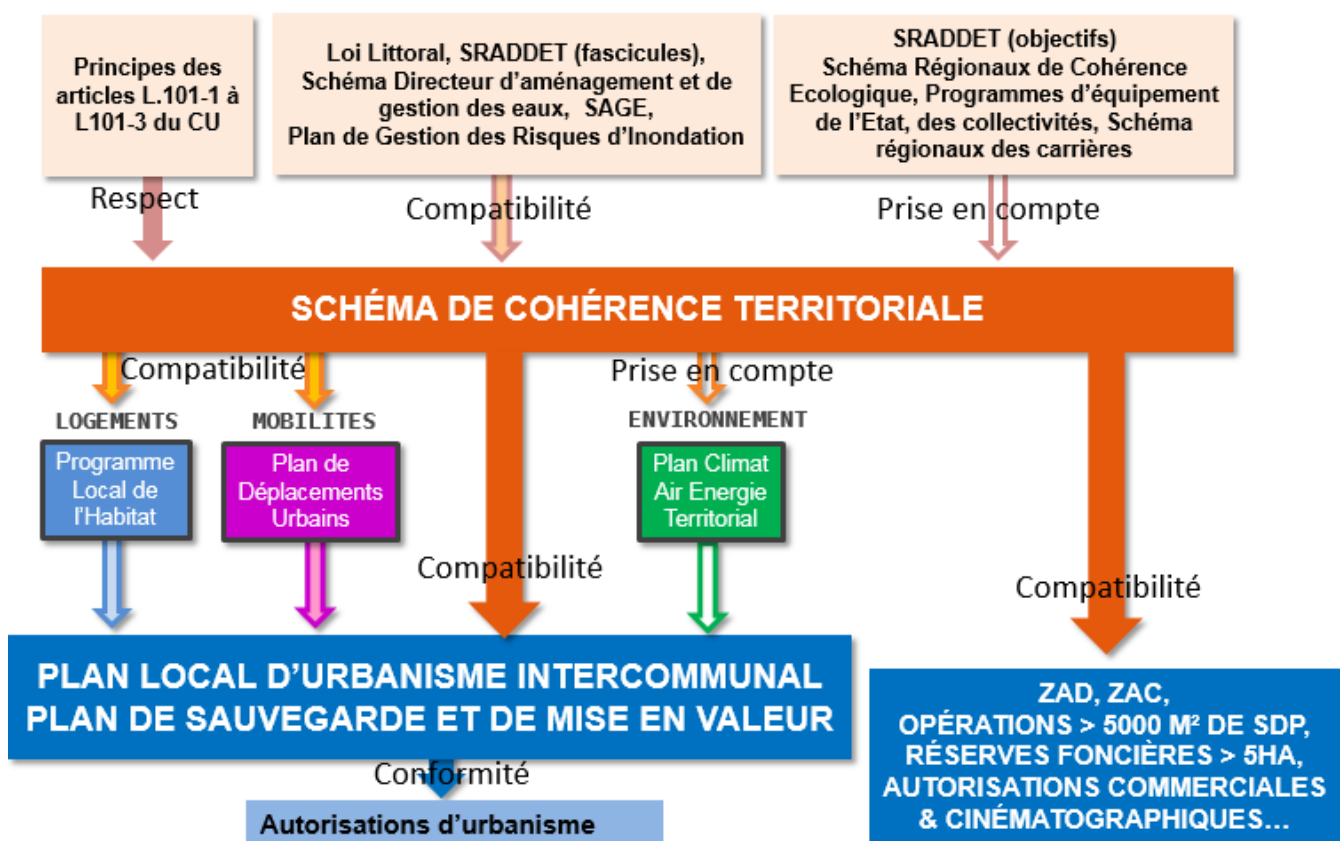 Principes des
articles L.101-1 à
L101-3 du CU
Loi Littoral, SRADDET (fascicules),
Schéma Directeur d'aménagement et de
gestion des eaux, SAGE,
Plan de Gestion des Risques d'Inondation
SRADDET (objectifs)
Schéma Régionaux de Cohérence
Ecologique, Programmes d'équipement
de l'Etat, des collectivités, Schéma
régionaux des carrières
Respect
Compatibilité
Prise en compte
SCHÉMA DE COHÉRENCE TERRITORIALE
Compatibilité
Prise en compte
LOGEMENTS
MOBILITES
ENVIRONNEMENT
Programme
Local de
l'Habitat
Plan de
Déplacements
Urbains
Plan Climat
Air Energie
Territorial
Compatibilité
Compatibilité
PLAN LOCAL D'URBANISME INTERCOMMUNAL
PLAN DE SAUVEGARDE ET DE MISE EN VALEUR
ZAD, ZAC,
OPÉRATIONS > 5000 M² DE SDP,
RÉSERVES FONCIÈRES > 5HA,
AUTORISATIONS COMMERCIALES
& CINÉMATOGRAPHIQUES…
Conformité
Autorisations d'urbanisme